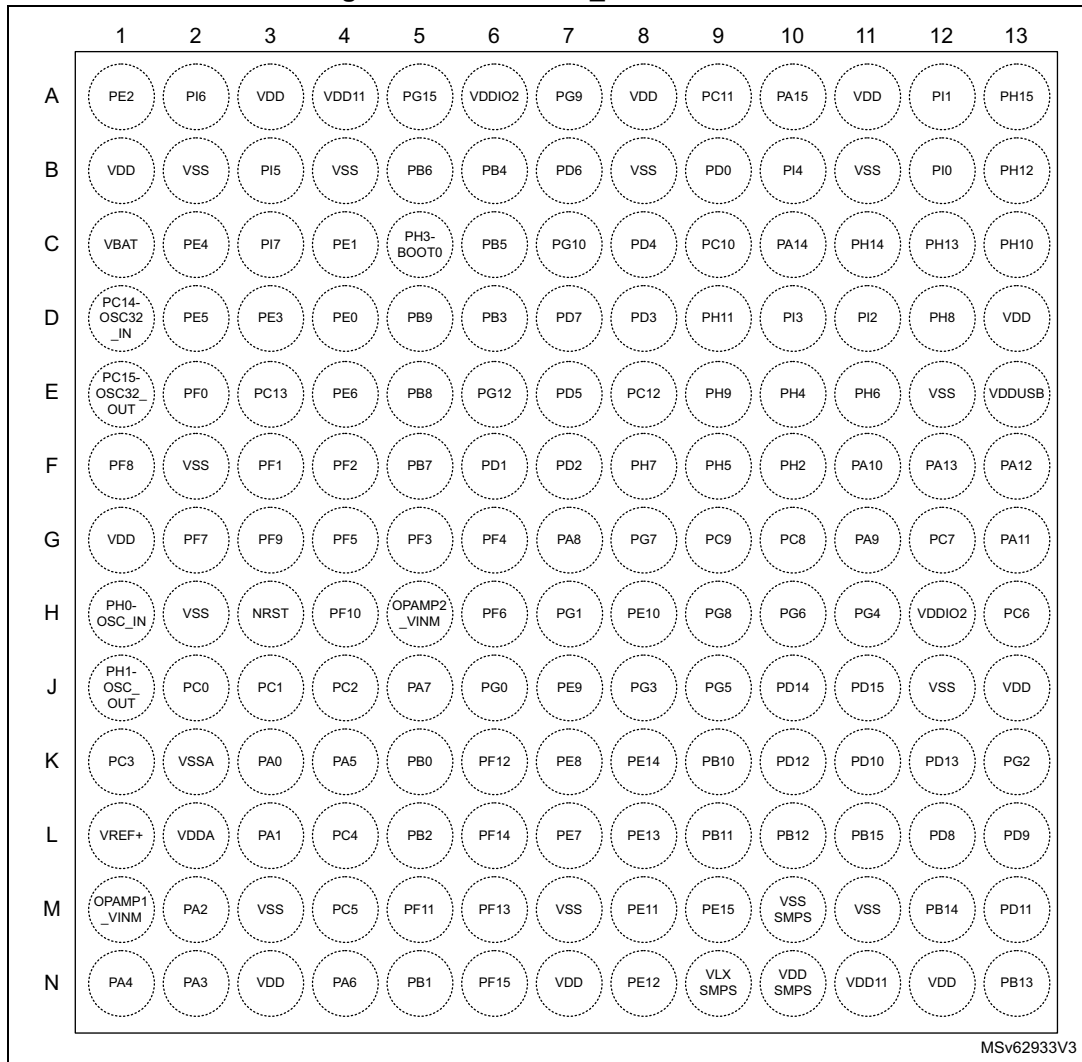 1 2 3 4 5 6 7 8 9 10 11 12 13
A PE2 PI6 VDD VDD11 PG15 VDDIO2 PG9 VDD PC11 PA15 VDD PI1 PH15
B VDD VSS PI5 VSS PB6 PB4 PD6 VSS PD0 PI4 VSS PI0 PH12
C VBAT PE4 PI7 PE1 PH3-BOOT0 PB5 PG10 PD4 PC10 PA14 PH14 PH13 PH10
D PC14-OSC32_IN PE5 PE3 PE0 PB9 PB3 PD7 PD3 PH11 PI3 PI2 PH8 VDD
E PC15-OSC32_OUT PF0 PC13 PE6 PB8 PG12 PD5 PC12 PH9 PH4 PH6 VSS VDDUSB
F PF8 VSS PF1 PF2 PB7 PD1 PD2 PH7 PH5 PH2 PA10 PA13 PA12
G VDD PF7 PF9 PF5 PF3 PF4 PA8 PG7 PC9 PC8 PA9 PC7 PA11
H PH0-OSC_IN VSS NRST PF10 OPAMP2_VINM PF6 PG1 PE10 PG8 PG6 PG4 VDDIO2 PC6
J PH1-OSC_OUT PC0 PC1 PC2 PA7 PG0 PE9 PG3 PG5 PD14 PD15 VSS VDD
K PC3 VSSA PA0 PA5 PB0 PF12 PE8 PE14 PB10 PD12 PD10 PD13 PG2
L VREF+ VDDA PA1 PC4 PB2 PF14 PE7 PE13 PB11 PB12 PB15 PD8 PD9
M OPAMP1_VINM PA2 VSS PC5 PF11 PF13 VSS PE11 PE15 VSS SMPS VSS PB14 PD11
N PA4 PA3 VDD PA6 PB1 PF15 VDD PE12 VLX SMPS VDD SMPS VDD11 VDD PB13
MSv62933V3